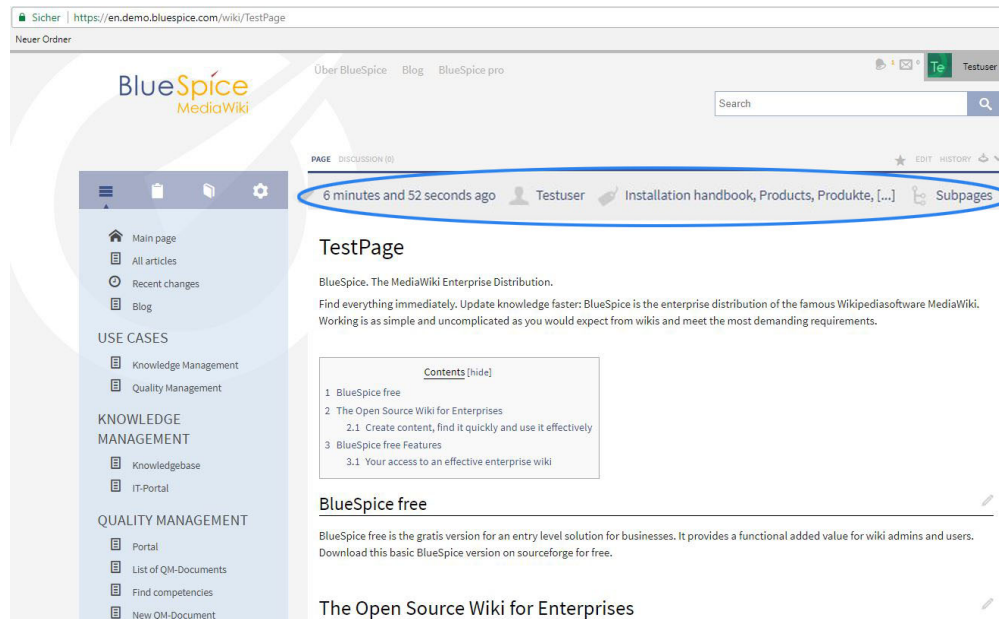 Sicher | https://en.demo.bluespice.com/wiki/TestPage
Neuer Ordner
BlueSpice
MediaWiki
Über BlueSpice Blog BlueSpice pro
Te Testuser
Search
PAGE DISCUSSION (0)
EDIT HISTORY
6 minutes and 52 seconds ago Testuser Installation handbook, Products, Produkte, [...] Subpages
Main page
All articles
Recent changes
Blog
USE CASES
Knowledge Management
Quality Management
KNOWLEDGE
MANAGEMENT
Knowledgebase
IT-Portal
QUALITY MANAGEMENT
Portal
List of QM-Documents
Find competencies
New QM-Document
TestPage
BlueSpice. The MediaWiki Enterprise Distribution.
Find everything immediately. Update knowledge faster: BlueSpice is the enterprise distribution of the famous Wikipediasoftware MediaWiki.
Working is as simple and uncomplicated as you would expect from wikis and meet the most demanding requirements.
Contents [hide]
1 BlueSpice free
2 The Open Source Wiki for Enterprises
2.1 Create content, find it quickly and use it effectively
3 BlueSpice free Features
3.1 Your access to an effective enterprise wiki
BlueSpice free
BlueSpice free is the gratis version for an entry level solution for businesses. It provides a functional added value for wiki admins and users.
Download this basic BlueSpice version on sourceforge for free.
The Open Source Wiki for Enterprises